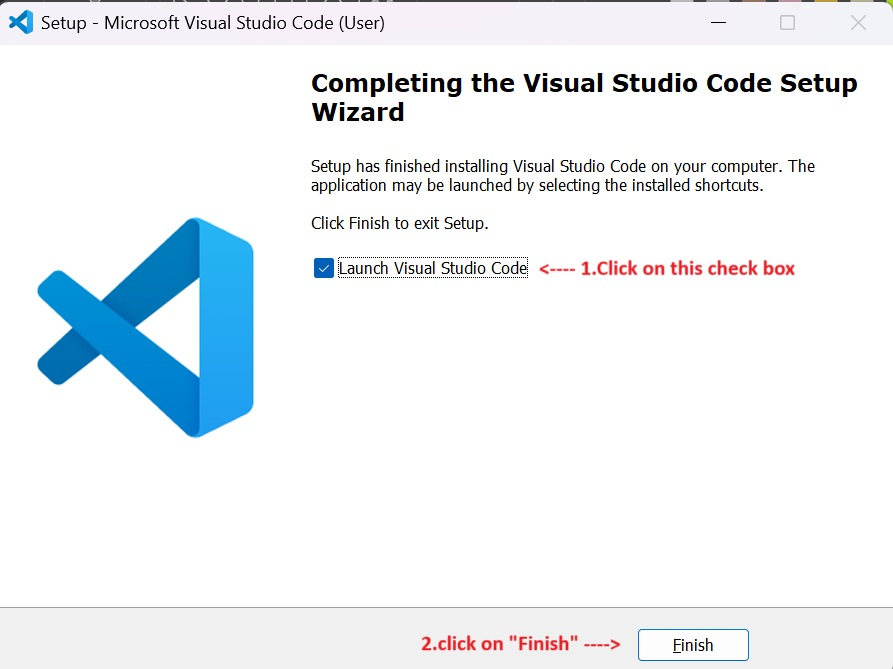 Setup - Microsoft Visual Studio Code (User)
Completing the Visual Studio Code Setup
Wizard
Setup has finished installing Visual Studio Code on your computer. The
application may be launched by selecting the installed shortcuts.
Click Finish to exit Setup.
Launch Visual Studio Code <---- 1.Click on this check box
2.click on "Finish" ----> Finish